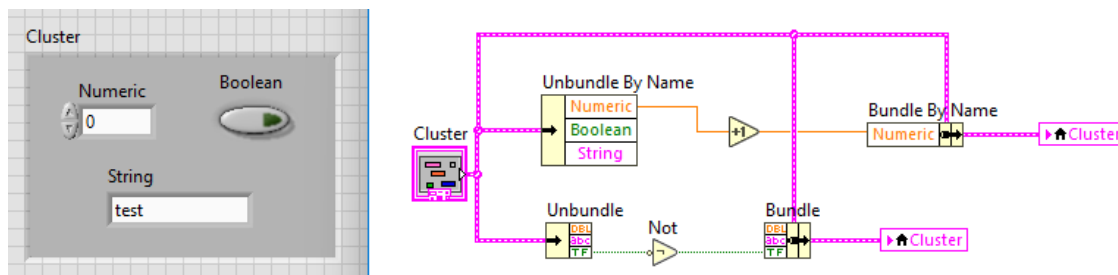 Cluster
Numeric
0
Boolean
String
test
Cluster
Unbundle By Name
Numeric
Boolean
String
+1
Bundle By Name
Numeric
Cluster
Unbundle
DBL
abc
TF
Not
Bundle
DBL
abc
TF
Cluster